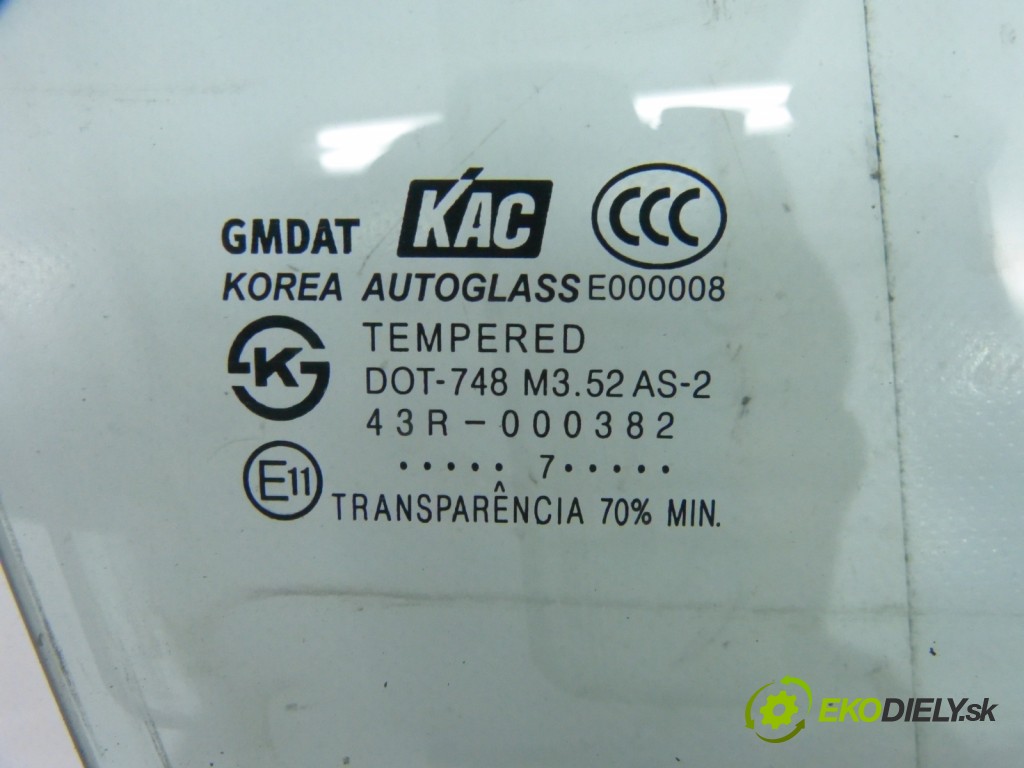 GMDAT KAC CCC
KOREA AUTOGLASS E000008
K TEMPERED
DOT-748 M3.52 AS-2
43R-000382
E11 ..... 7.....
TRANSPARÊNCIA 70% MIN.
EKODIELY.sk